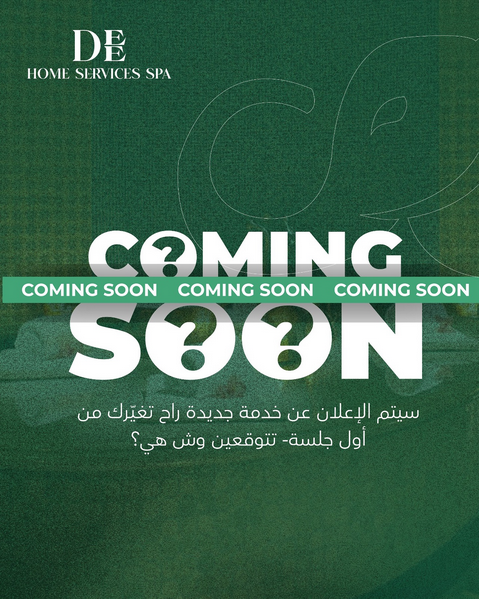 DEE
HOME SERVICES SPA
COMING
COMING SOON COMING SOON COMING SOON
SOON
سيتم الإعلان عن خدمة جديدة راح تغيّرك من
أول جلسة- تتوقعين وش هي؟